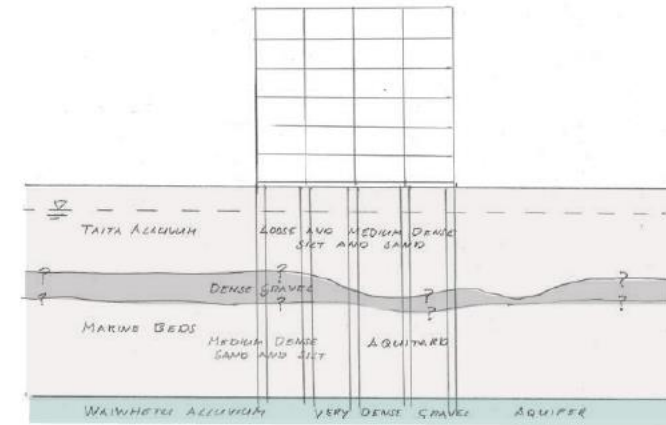 TAITA ALLUVIUM
LOOSE AND MEDIUM DENSE
SILT AND SAND
?
?
?
DENSE GRAVEL
?
?
?
?
?
MARINE BEDS
MEDIUM DENSE
SAND AND SILT
AQUITARD
WAIWHETU ALLUVIUM VERY DENSE GRAVEL AQUIFER